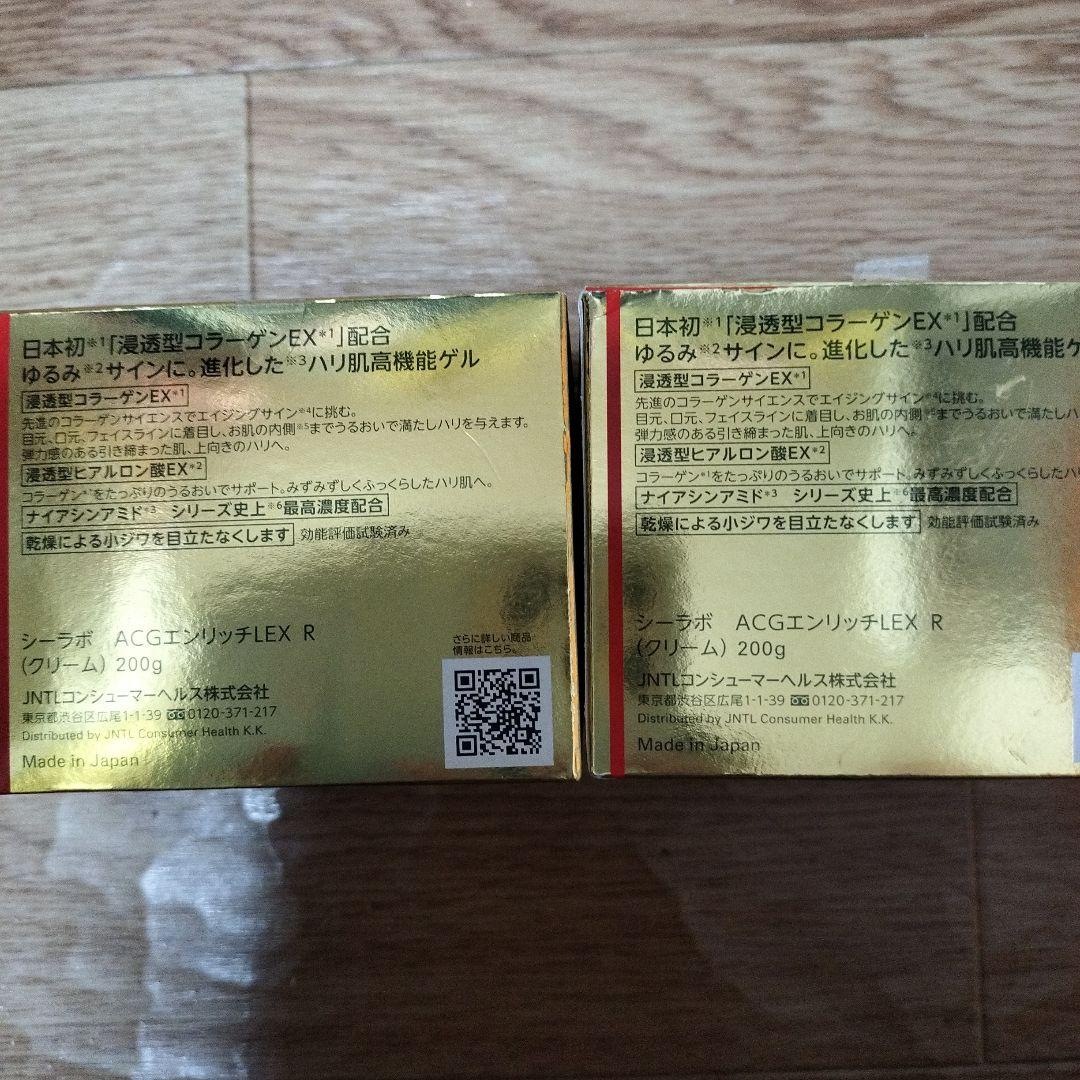 日本初※1「浸透型コラーゲンEX*1」配合
ゆるみ※2サインに。進化した※3ハリ肌高機能ゲル
浸透型コラーゲンEX*1
先進のコラーゲンサイエンスでエイジングサイン※4に挑む。
目元、口元、フェイスラインに着目し、お肌の内側※5までうるおいで満たしハリを与えます。
弾力感のある引き締まった肌、上向きのハリへ。
浸透型ヒアルロン酸EX*2
コラーゲン*1をたっぷりのうるおいでサポート。みずみずしくふっくらしたハリ肌へ。
ナイアシンアミド*3 シリーズ史上※6最高濃度配合
乾燥による小ジワを目立たなくします 効能評価試験済み
シーラボ ACGエンリッチLEX R
(クリーム) 200g
JNTLコンシューマーヘルス株式会社
東京都渋谷区広尾1-1-39 0120-371-217
Distributed by JNTL Consumer Health K.K.
Made in Japan
さらに詳しい商品
情報はこちら。
日本初※1「浸透型コラーゲンEX*1」配合
ゆるみ※2サインに。進化した※3ハリ肌高機能ゲ
浸透型コラーゲンEX*1
先進のコラーゲンサイエンスでエイジングサイン※4に挑む。
目元、口元、フェイスラインに着目し、お肌の内側※5までうるおいで満たしハ
弾力感のある引き締まった肌、上向きのハリへ。
浸透型ヒアルロン酸EX*2
コラーゲン*1をたっぷりのうるおいでサポート。みずみずしくふっくらしたハ
ナイアシンアミド*3 シリーズ史上※6最高濃度配合
乾燥による小ジワを目立たなくします 効能評価試験済み
シーラボ ACGエンリッチLEX R
(クリーム) 200g
JNTLコンシューマーヘルス株式会社
東京都渋谷区広尾1-1-39 0120-371-217
Distributed by JNTL Consumer Health K.K.
Made in Japan